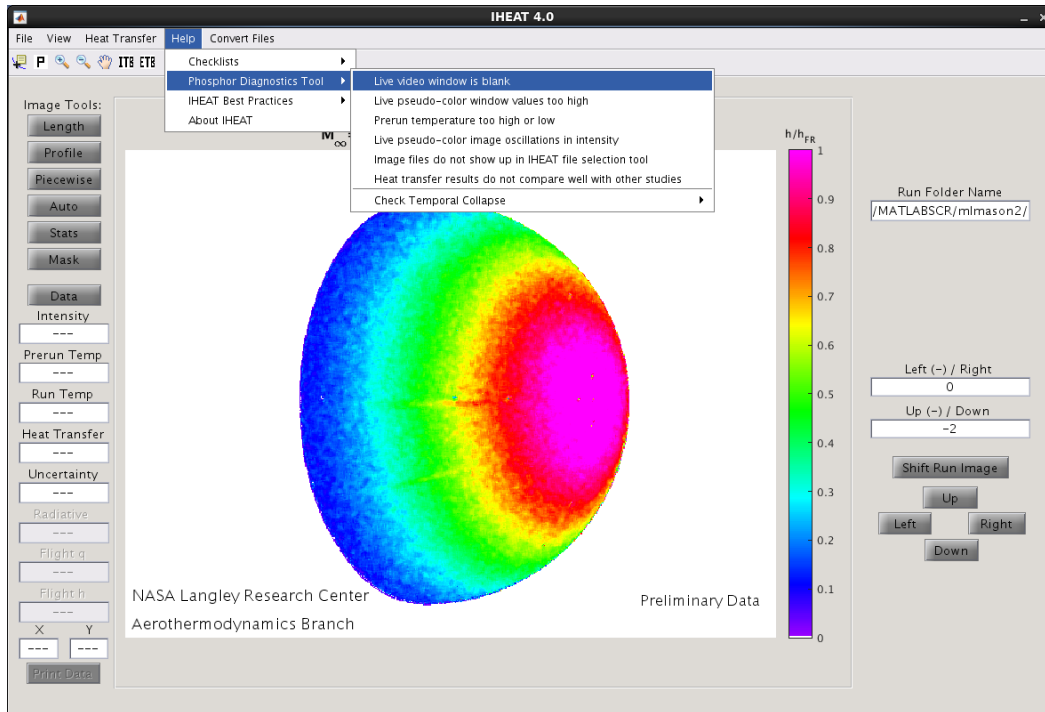 IHEAT 4.0
File View Heat Transfer Help Convert Files
P ITB ETB
Checklists
Phosphor Diagnostics Tool
IHEAT Best Practices
About IHEAT
Live video window is blank
Live pseudo-color window values too high
Prerun temperature too high or low
Live pseudo-color image oscillations in intensity
Image files do not show up in IHEAT file selection tool
Heat transfer results do not compare well with other studies
Check Temporal Collapse
Image Tools:
Length
Profile
Piecewise
Auto
Stats
Mask
Data
Intensity
---
Prerun Temp
---
Run Temp
---
Heat Transfer
---
Uncertainty
---
Radiative
---
Flight q
---
Flight h
---
X Y
--- ---
Print Data
M∞
NASA Langley Research Center
Aerothermodynamics Branch
Preliminary Data
h/hFR
1
0.9
0.8
0.7
0.6
0.5
0.4
0.3
0.2
0.1
0
Run Folder Name
/MATLABSCR/mlmason2/
Left (-) / Right
0
Up (-) / Down
-2
Shift Run Image
Up
Left Right
Down